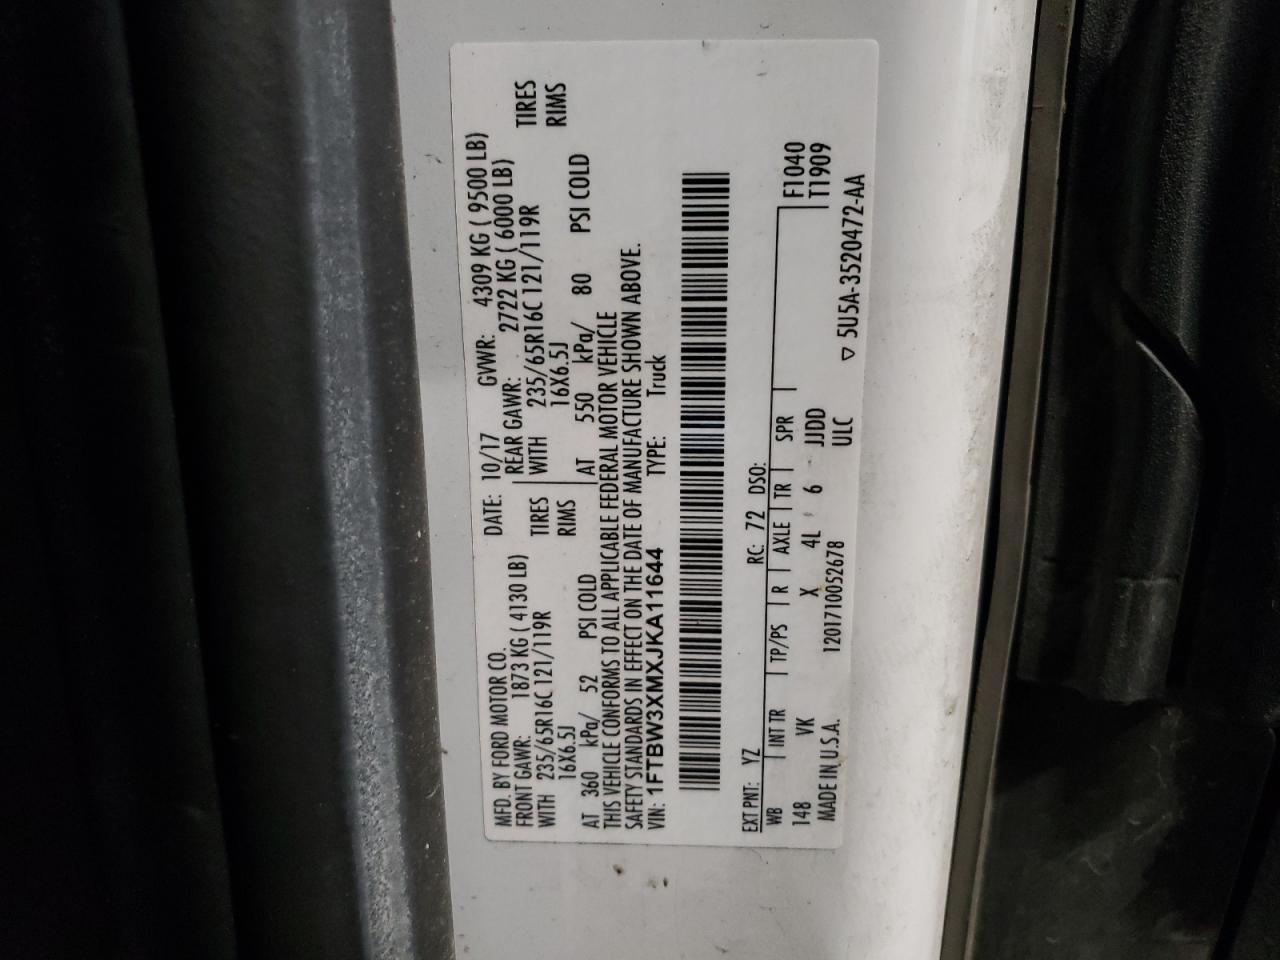 MFD. BY FORD MOTOR CO.
DATE: 10/17 GVWR: 4309 KG ( 9500 LB)
FRONT GAWR: 1873 KG ( 4130 LB)
REAR GAWR: 2722 KG ( 6000 LB)
WITH 235/65R16C 121/119R TIRES
WITH 235/65R16C 121/119R TIRES
16X6.5J RIMS
16X6.5J RIMS
AT 360 kPa/ 52 PSI COLD
AT 550 kPa/ 80 PSI COLD
THIS VEHICLE CONFORMS TO ALL APPLICABLE FEDERAL MOTOR VEHICLE
SAFETY STANDARDS IN EFFECT ON THE DATE OF MANUFACTURE SHOWN ABOVE.
VIN: 1FTBW3XMXJKA11644 TYPE: Truck
EXT PNT: YZ RC: 72 DSO:
WB INT TR TP/PS R AXLE TR SPR F1040
148 VK X 4L 6 JJDD T1909
MADE IN U.S.A. 1201710052678 ULC
▽ 5U5A-3520472-AA